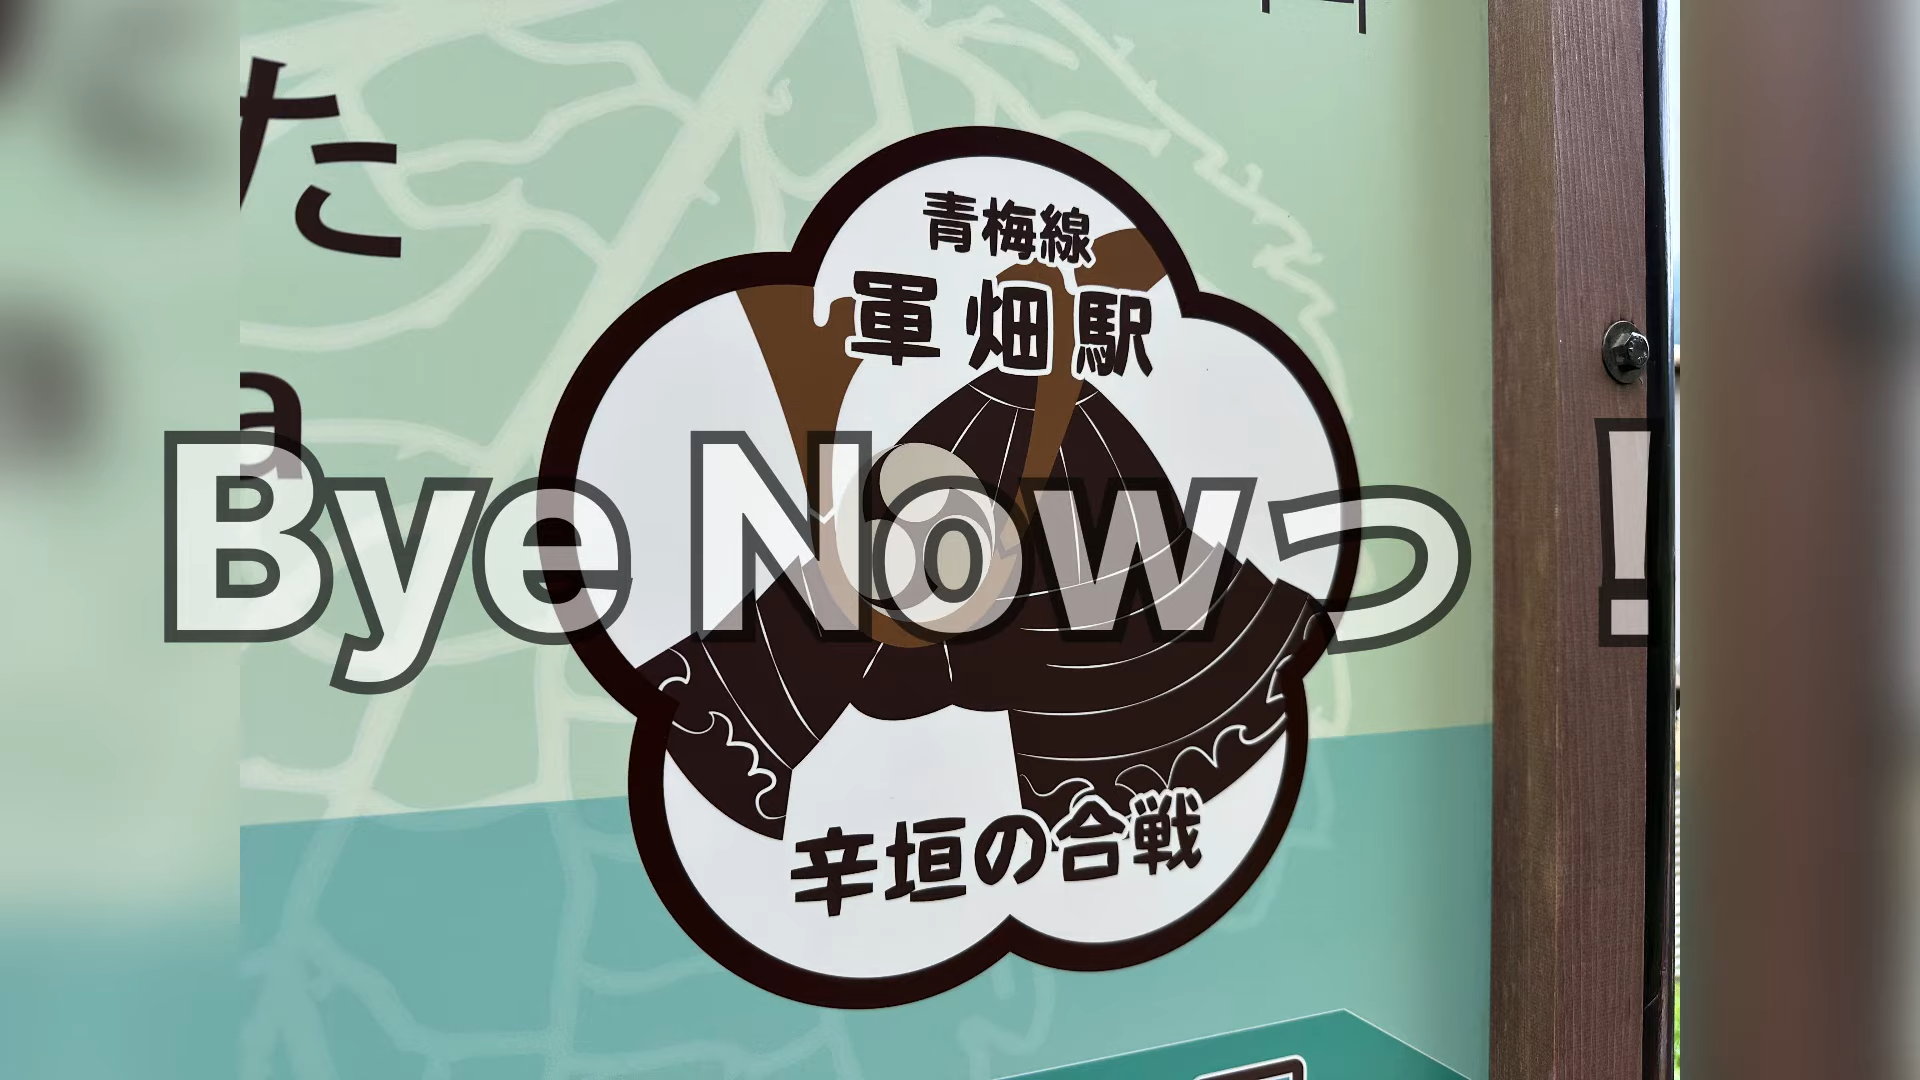 た
a
青梅線
軍畑駅
Bye Nowっ！
辛垣の合戦